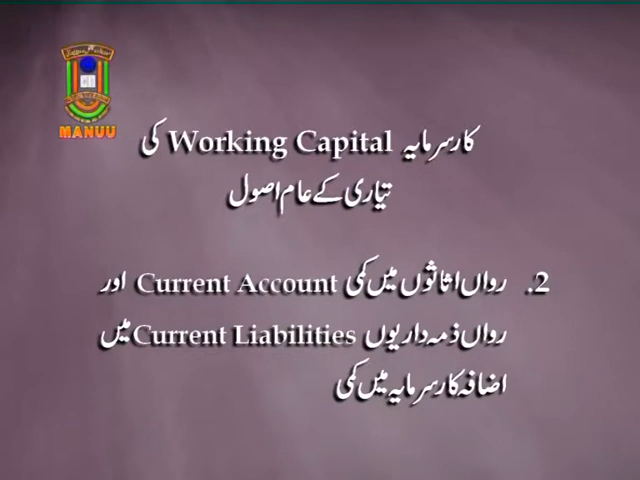 MANUU
کارسرمایہ Working Capital کی
تیاری کے عام اصول
2. رواں اثاثوں میں کمی Current Account اور
رواں ذمہ داریوں Current Liabilities میں
اضافہ کارسرمایہ میں کمی